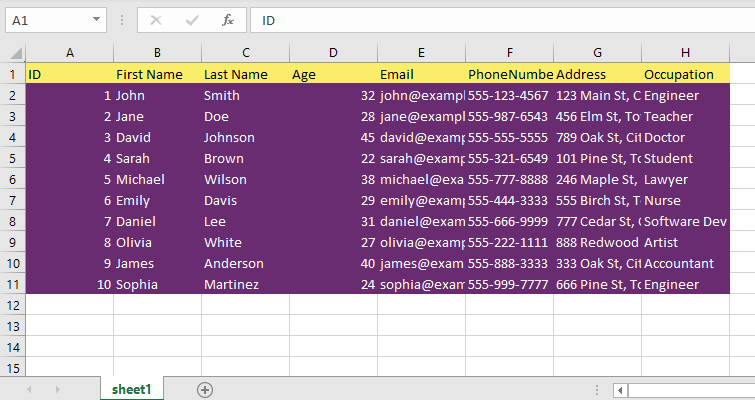 A1 fx ID
A B C D E F G H
1 ID First Name Last Name Age Email PhoneNumbe Address Occupation
2 1 John Smith 32 john@exampl 555-123-4567 123 Main St, C Engineer
3 2 Jane Doe 28 jane@exampl 555-987-6543 456 Elm St, To Teacher
4 3 David Johnson 45 david@examp 555-555-5555 789 Oak St, Cit Doctor
5 4 Sarah Brown 22 sarah@examp 555-321-6549 101 Pine St, To Student
6 5 Michael Wilson 38 michael@exa 555-777-8888 246 Maple St, Lawyer
7 6 Emily Davis 29 emily@examp 555-444-3333 555 Birch St, T Nurse
8 7 Daniel Lee 31 daniel@exam 555-666-9999 777 Cedar St, Software Dev
9 8 Olivia White 27 olivia@examp 555-222-1111 888 Redwood Artist
10 9 James Anderson 40 james@exam 555-888-3333 333 Oak St, Cit Accountant
11 10 Sophia Martinez 24 sophia@exam 555-999-7777 666 Pine St, To Engineer
12
13
14
15
sheet1